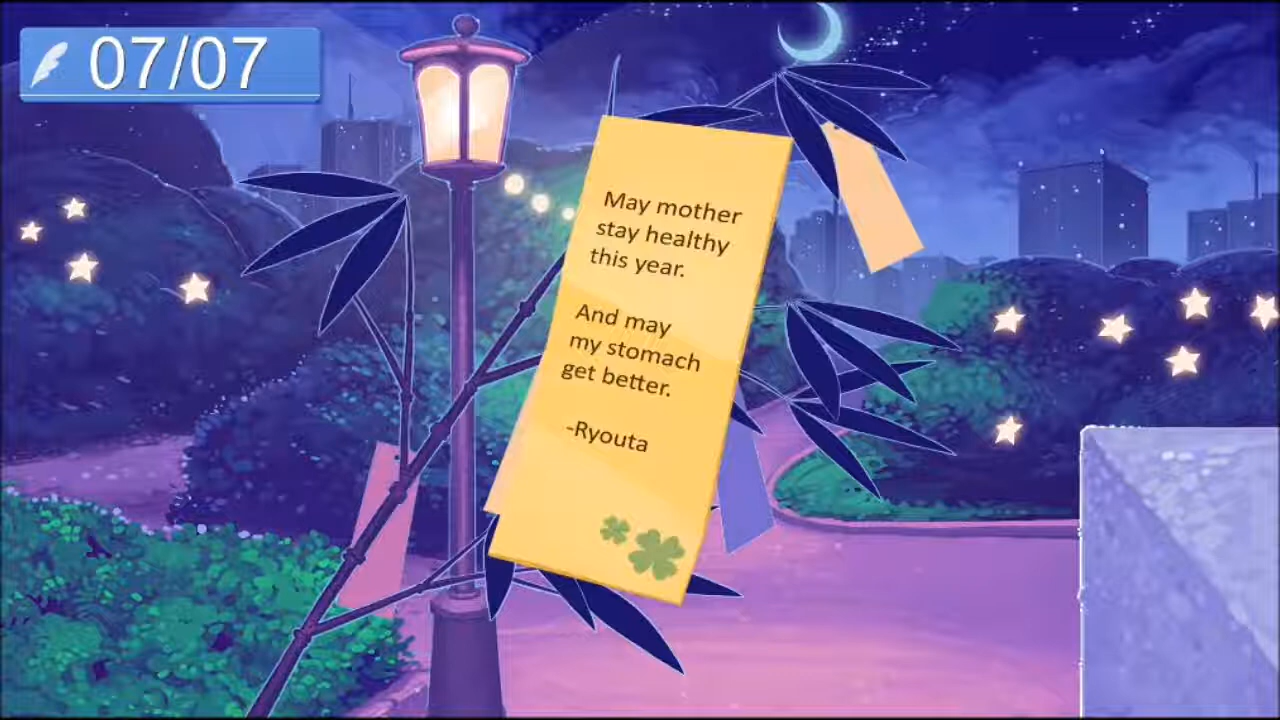 07/07
May mother
stay healthy
this year.
And may
my stomach
get better.
-Ryouta